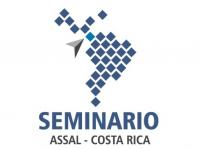 SEMINARIO
ASSAL - COSTA RICA